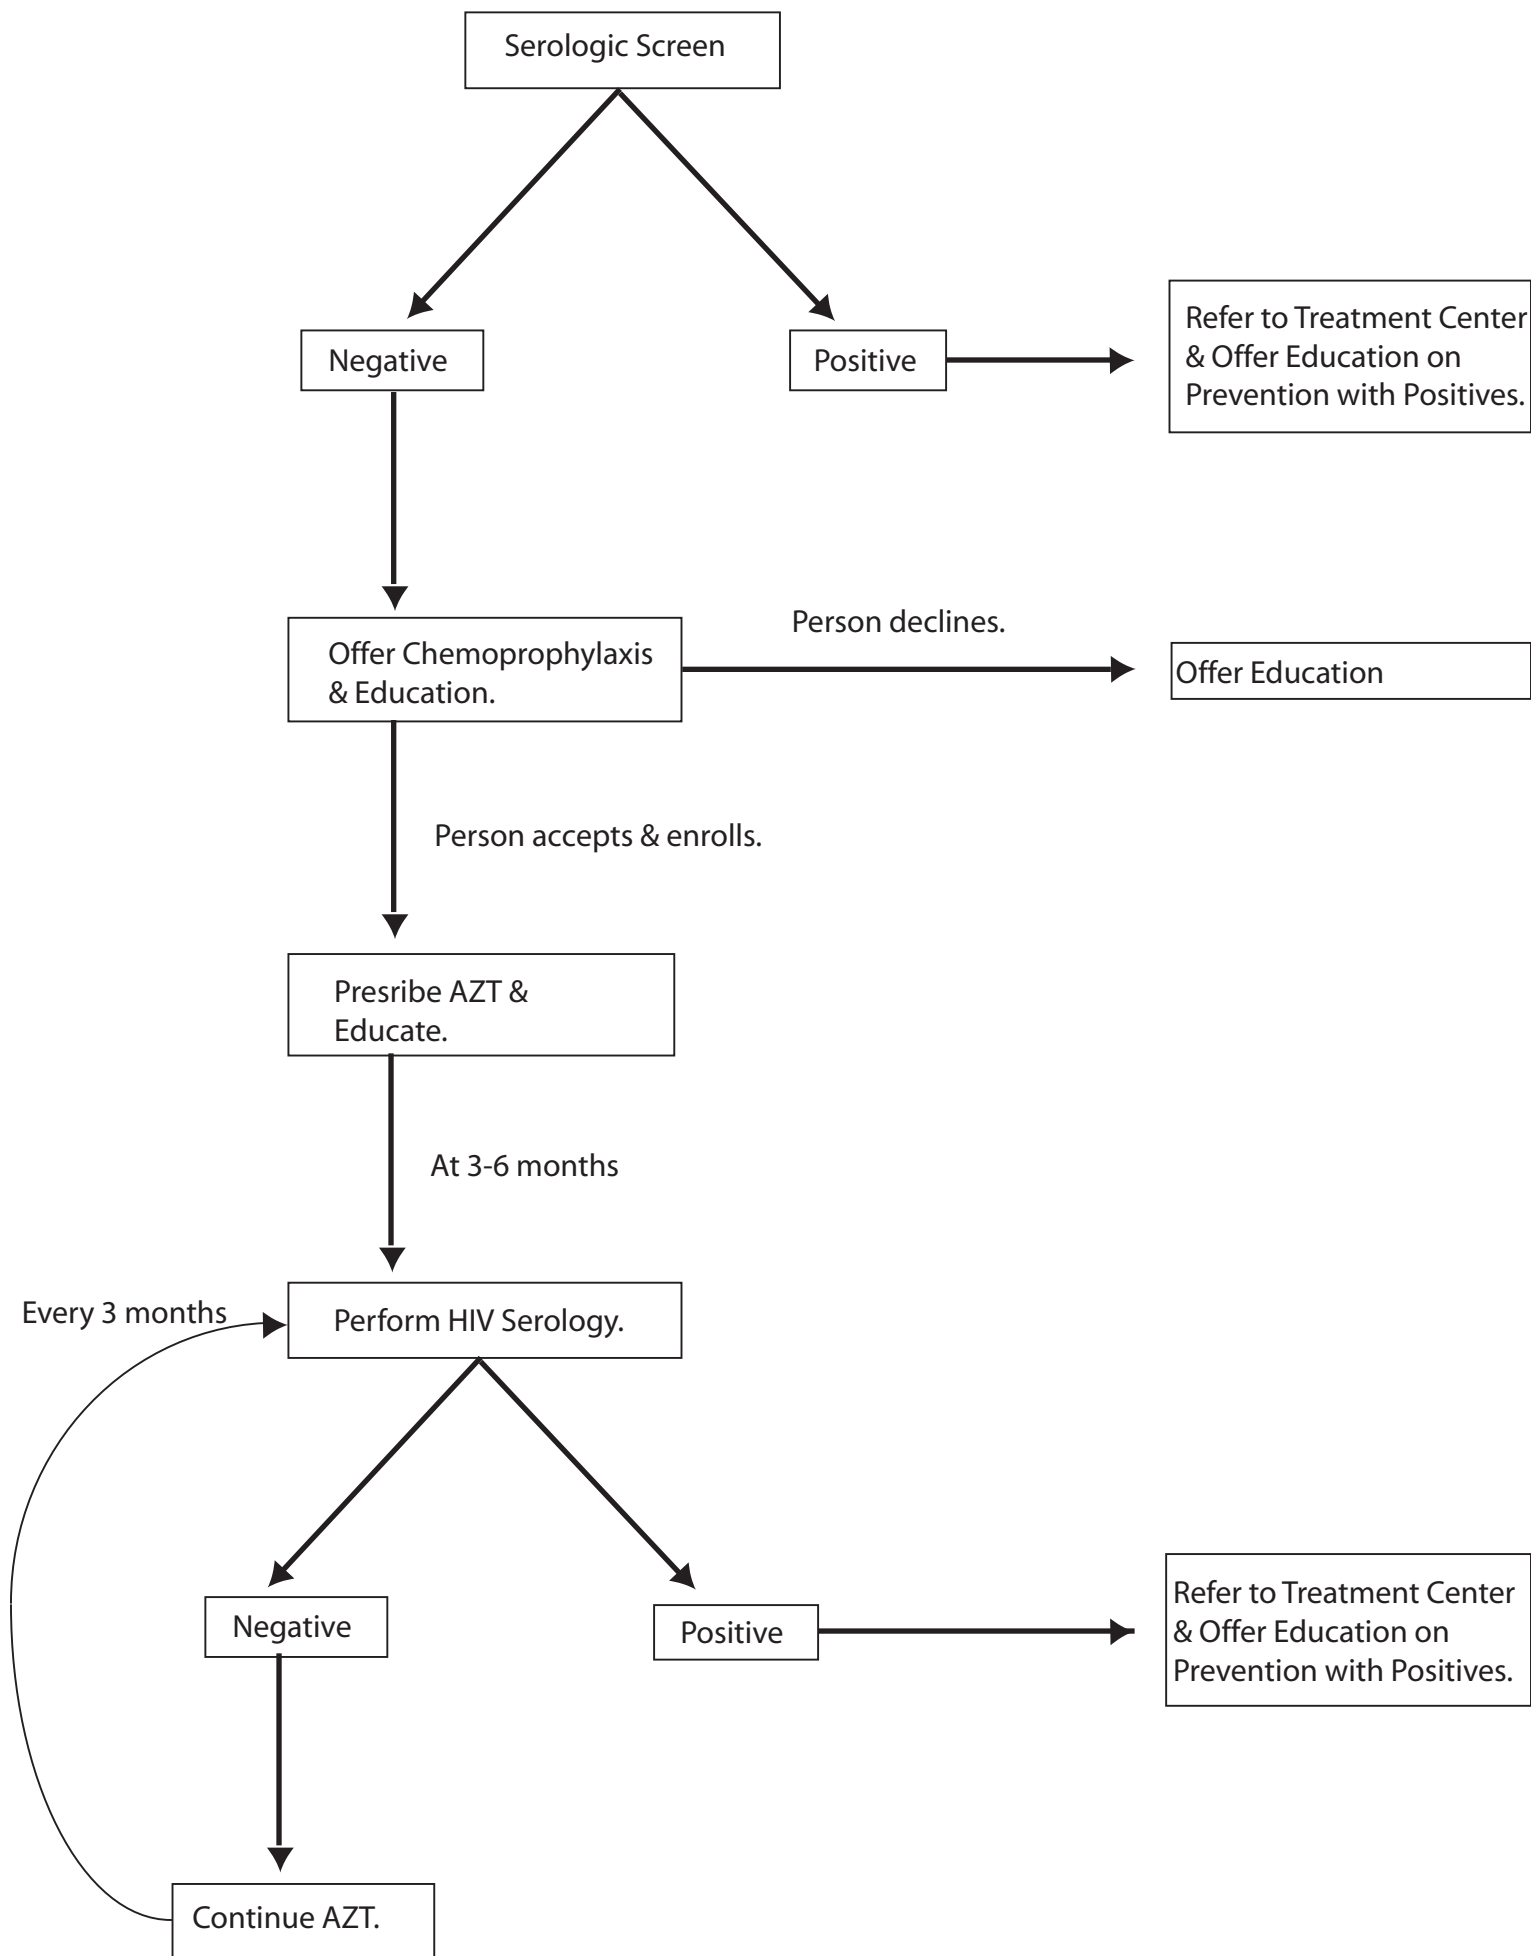 Serologic Screen
Negative
Positive
Refer to Treatment Center
& Offer Education on
Prevention with Positives.
Offer Chemoprophylaxis
& Education.
Person declines.
Offer Education
Person accepts & enrolls.
Presribe AZT &
Educate.
At 3-6 months
Every 3 months
Perform HIV Serology.
Negative
Positive
Refer to Treatment Center
& Offer Education on
Prevention with Positives.
Continue AZT.